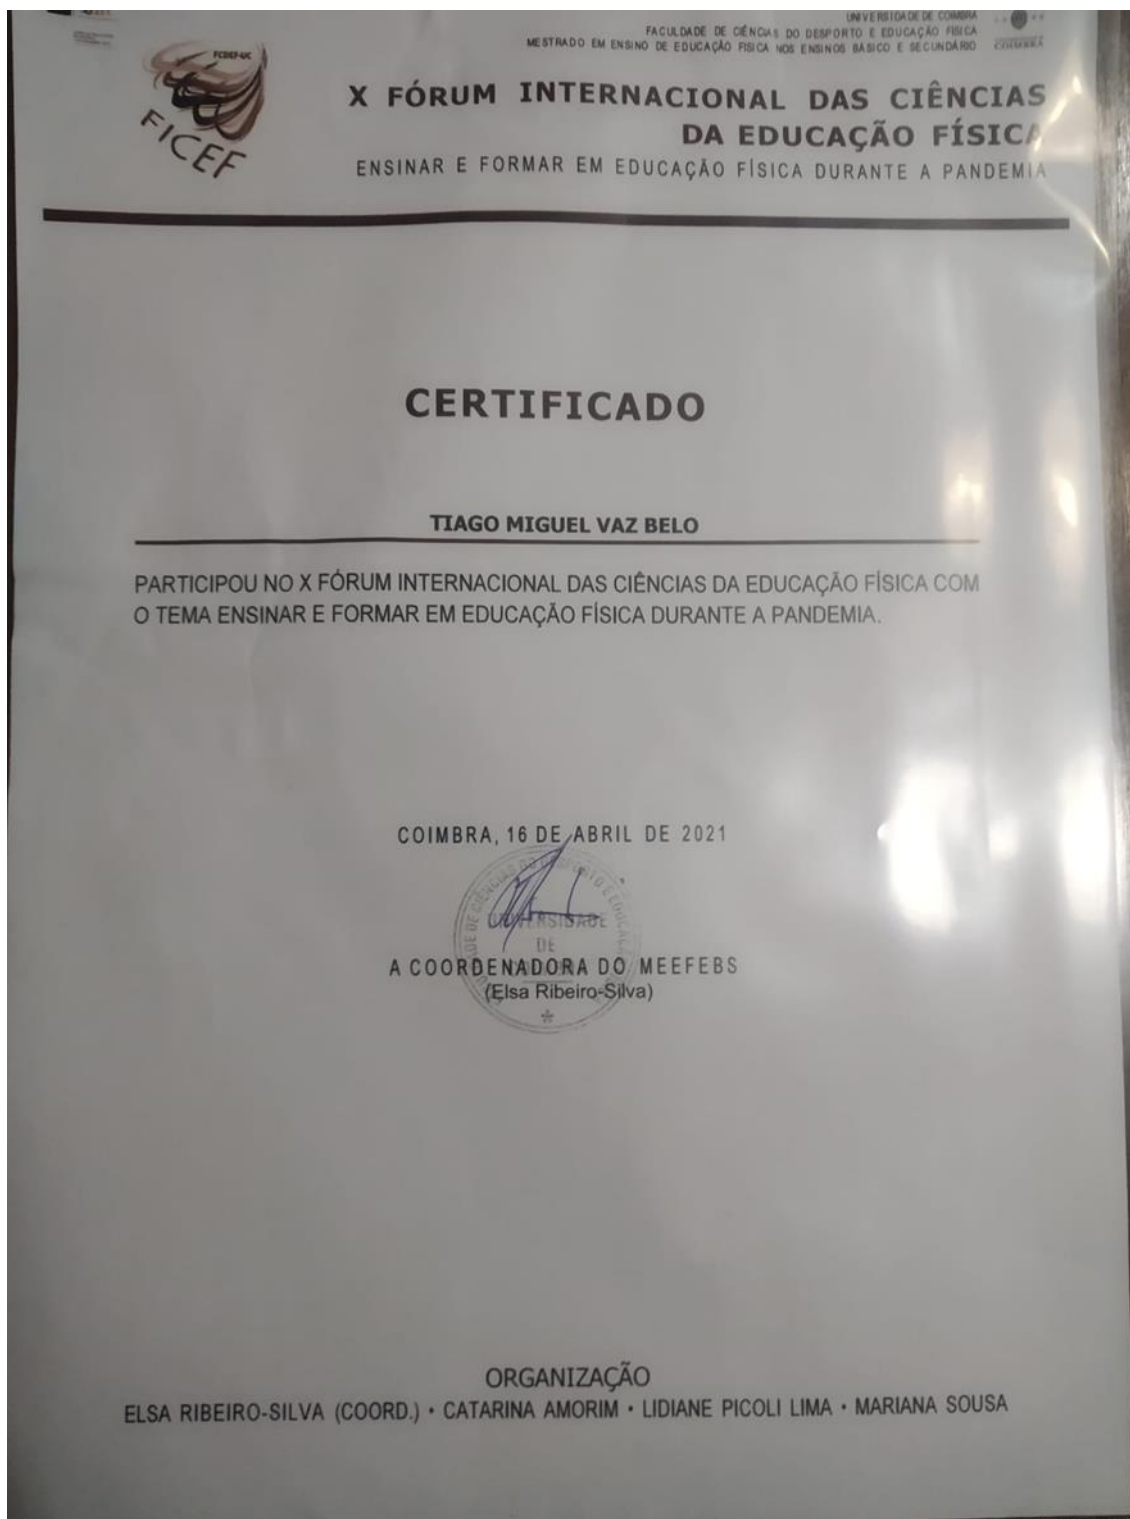 UNIVERSIDADE DE COIMBRA
FACULDADE DE CIÊNCIAS DO DESPORTO E EDUCAÇÃO FÍSICA
MESTRADO EM ENSINO DE EDUCAÇÃO FÍSICA NOS ENSINOS BÁSICO E SECUNDÁRIO
COIMBRA
FCDEF-UC
FICEF
X FÓRUM INTERNACIONAL DAS CIÊNCIAS
DA EDUCAÇÃO FÍSICA
ENSINAR E FORMAR EM EDUCAÇÃO FÍSICA DURANTE A PANDEMIA
CERTIFICADO
TIAGO MIGUEL VAZ BELO
PARTICIPOU NO X FÓRUM INTERNACIONAL DAS CIÊNCIAS DA EDUCAÇÃO FÍSICA COM
O TEMA ENSINAR E FORMAR EM EDUCAÇÃO FÍSICA DURANTE A PANDEMIA.
COIMBRA, 16 DE ABRIL DE 2021
UNIVERSIDADE
DE
A COORDENADORA DO MEEFEBS
(Elsa Ribeiro-Silva)
ORGANIZAÇÃO
ELSA RIBEIRO-SILVA (COORD.) • CATARINA AMORIM • LIDIANE PICOLI LIMA • MARIANA SOUSA